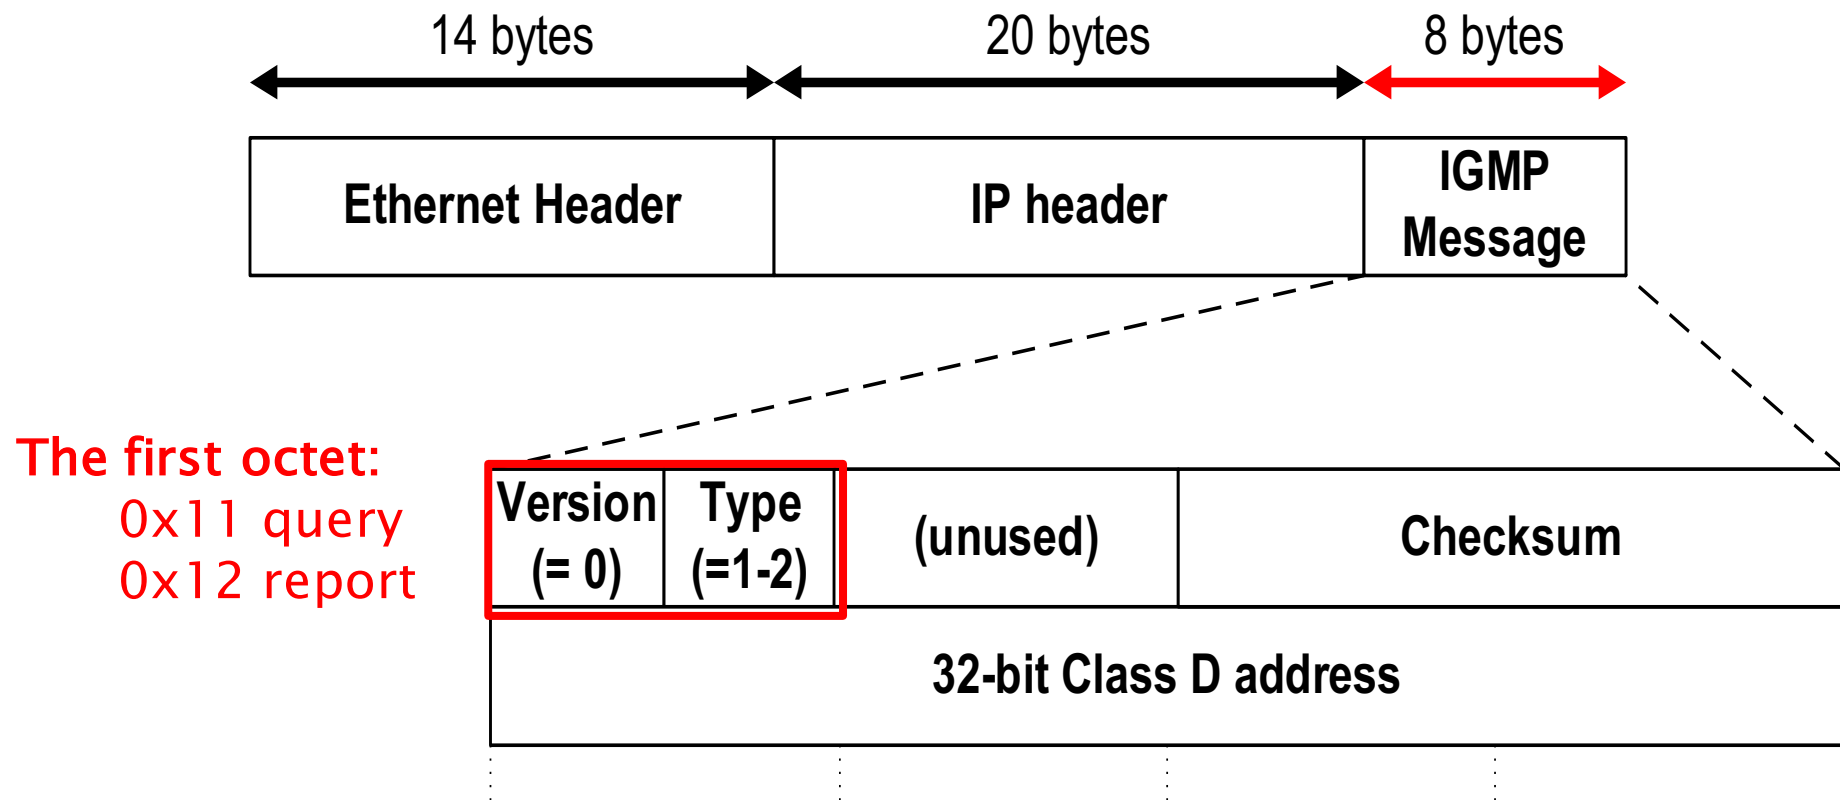 14 bytes
20 bytes
8 bytes
Ethernet Header
IP header
IGMP
Message
The first octet:
0x11 query
0x12 report
Version
(= 0)
Type
(=1-2)
(unused)
Checksum
32-bit Class D address